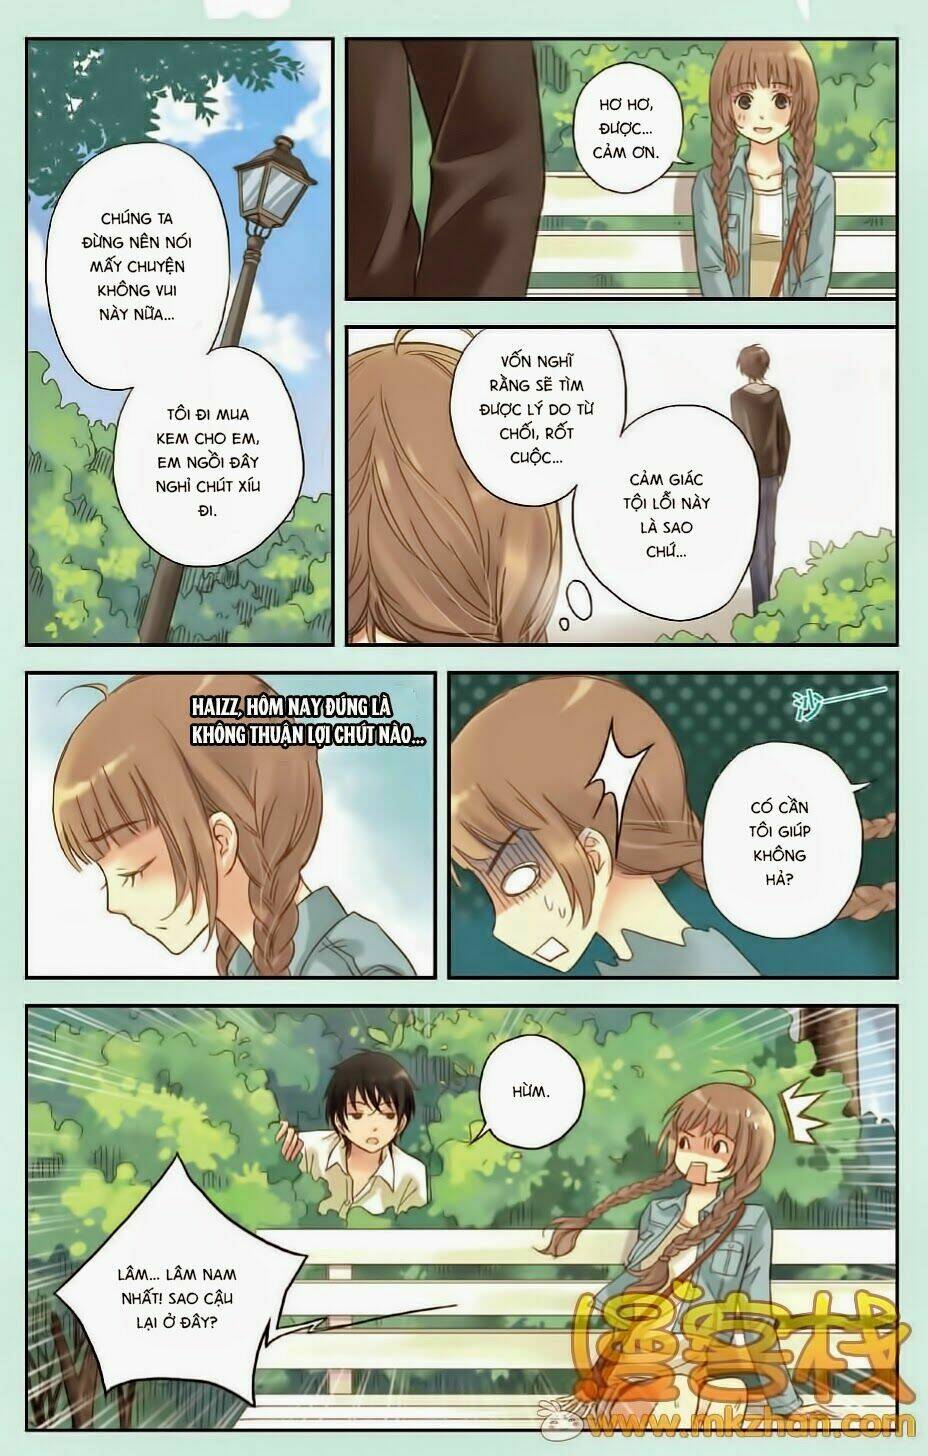 CHÚNG TA
ĐỪNG NÊN NÓI
MẤY CHUYỆN
KHÔNG VUI
NÀY NỮA...
TÔI ĐI MUA
KEM CHO EM,
EM NGỒI ĐÂY
NGHỈ CHÚT XÍU
ĐI.
HƠ HƠ,
ĐƯỢC...
CẢM ƠN.
VỐN NGHĨ
RẰNG SẼ TÌM
ĐƯỢC LÝ DO TỪ
CHỐI, RỐT
CUỘC...
CẢM GIÁC
TỘI LỖI NÀY
LÀ SAO
CHỨ...
HAIZZ, HÔM NAY ĐÚNG LÀ
KHÔNG THUẬN LỢI CHÚT NÀO...
沙——
CÓ CẦN
TÔI GIÚP
KHÔNG
HẢ?
HỪM.
LÂM... LÂM NAM
NHẤT! SAO CẬU
LẠI Ở ĐÂY?
漫客栈
www.mkzhan.com